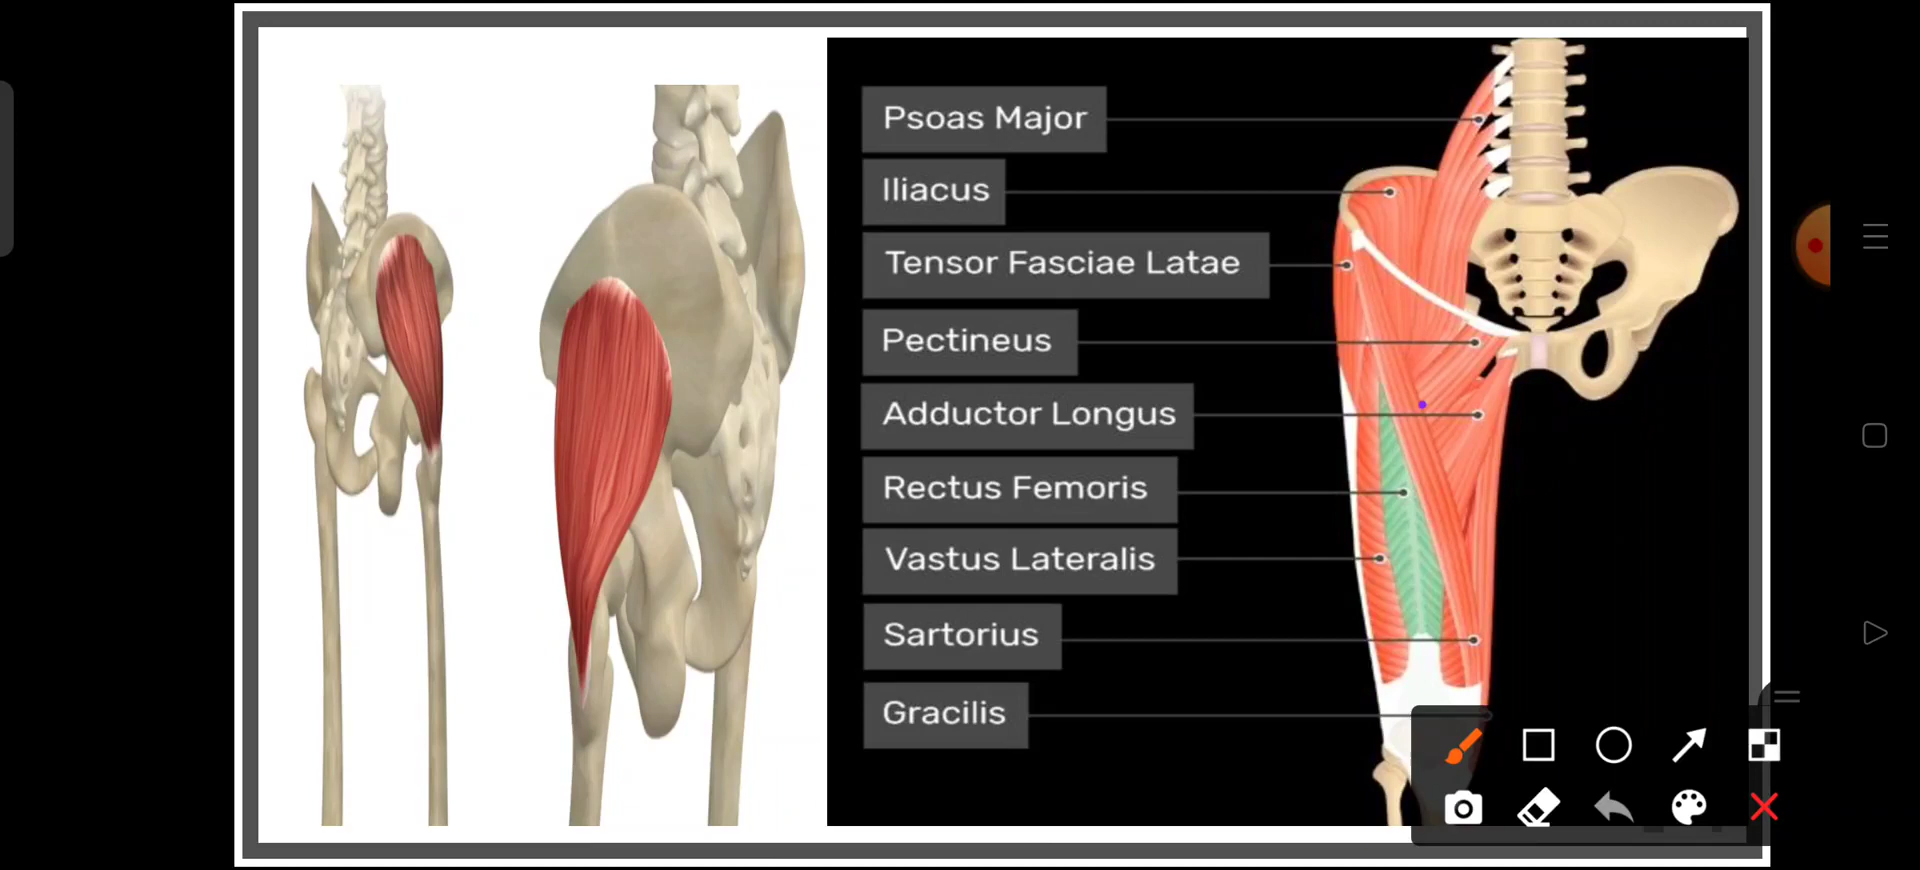 Psoas Major
Iliacus
Tensor Fasciae Latae
Pectineus
Adductor Longus
Rectus Femoris
Vastus Lateralis
Sartorius
Gracilis